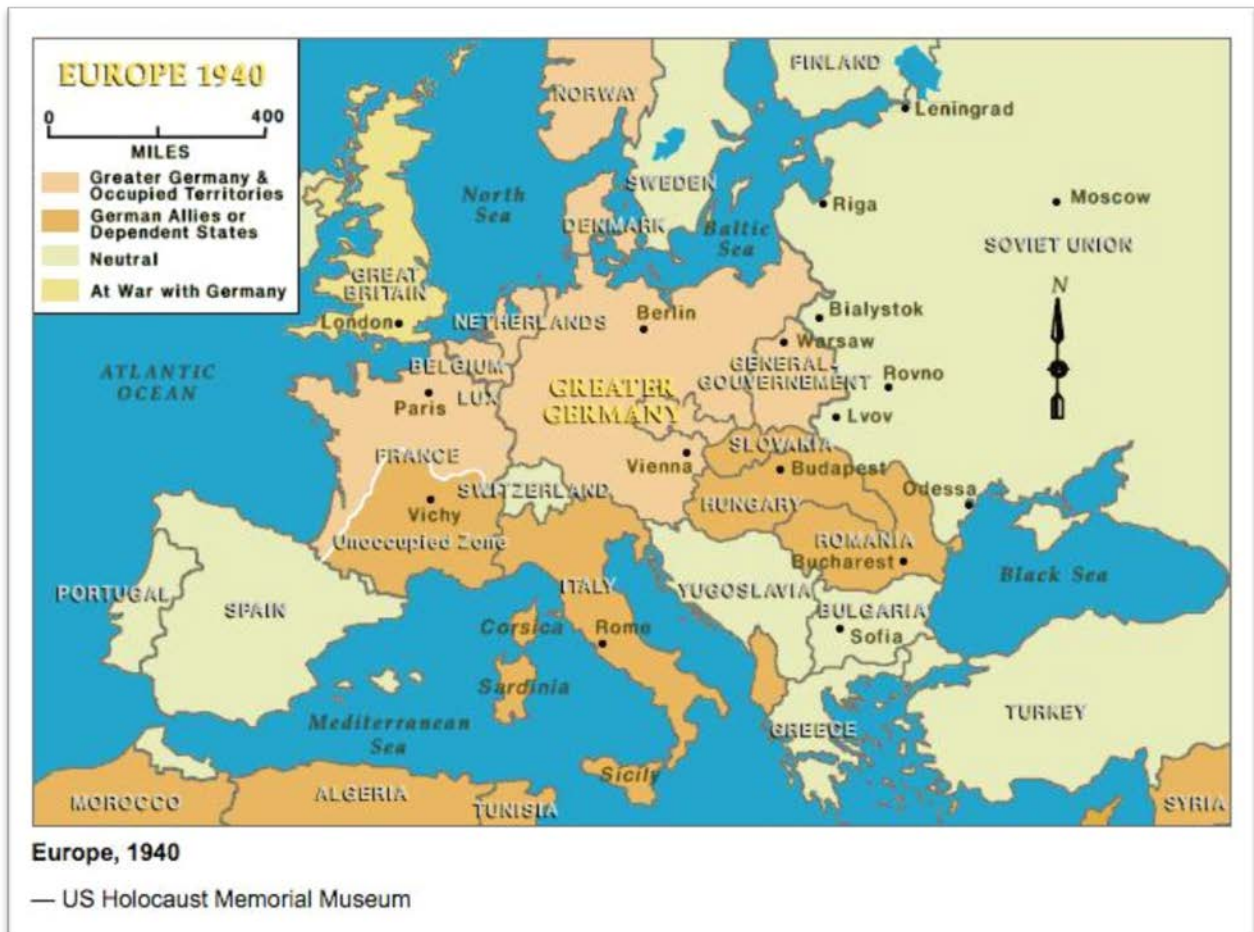 EUROPE 1940
0 400
MILES
Greater Germany &
Occupied Territories
German Allies or
Dependent States
Neutral
At War with Germany
FINLAND
NORWAY
Leningrad
North
Sea
SWEDEN
Riga
Moscow
DENMARK
Baltic
Sea
SOVIET UNION
GREAT
BRITAIN
N
London
NETHERLANDS
Berlin
Bialystok
Warsaw
ATLANTIC
OCEAN
BELGIUM
GENERAL-
GOUVERNEMENT
Rovno
LUX
Paris
GREATER
GERMANY
Lvov
FRANCE
Vienna
SLOVAKIA
Budapest
SWITZERLAND
Odessa
Vichy
HUNGARY
Unoccupied Zone
ROMANIA
Bucharest
Black Sea
PORTUGAL
SPAIN
ITALY
YUGOSLAVIA
BULGARIA
Sofia
Corsica
Rome
Sardinia
Mediterranean
Sea
GREECE
TURKEY
Sicily
MOROCCO
ALGERIA
TUNISIA
SYRIA
Europe, 1940
— US Holocaust Memorial Museum